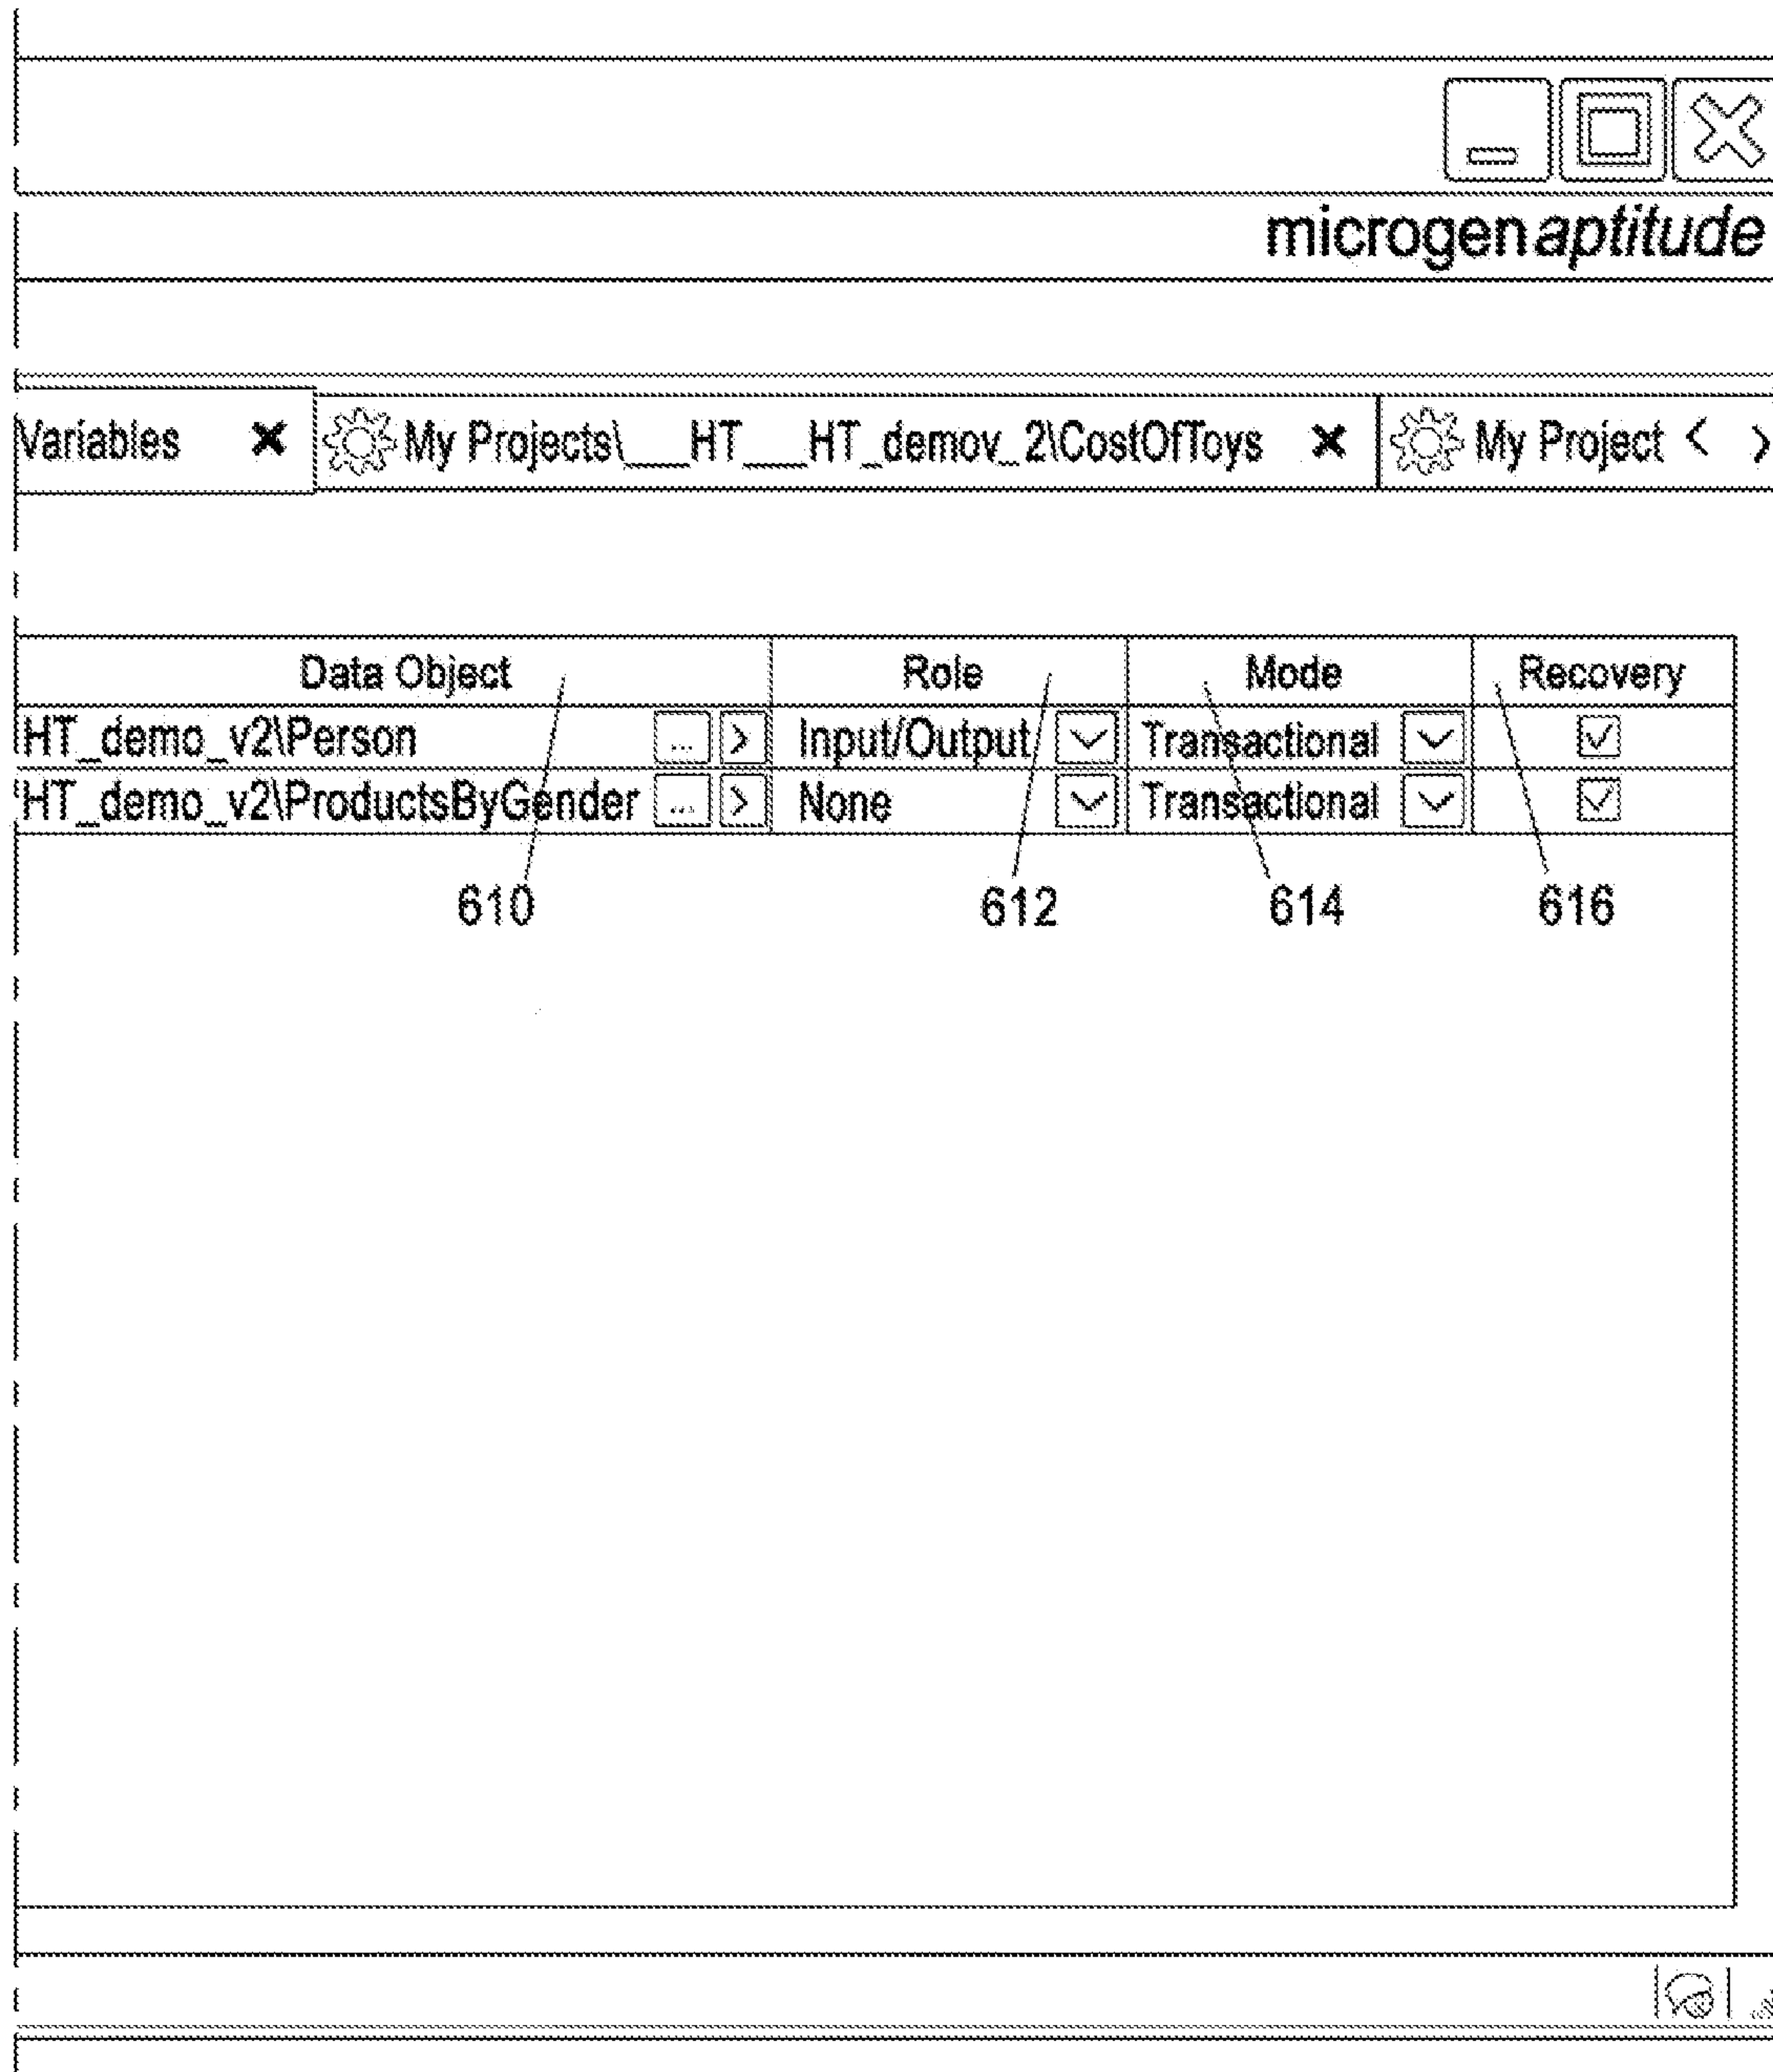 microgen aptitude
Variables My Projects\___HT___HT_demov_2\CostOfToys My Project < >
Data Object Role Mode Recovery
HT_demo_v2\Person ... > Input/Output Transactional
HT_demo_v2\ProductsByGender ... > None Transactional
610 612 614 616